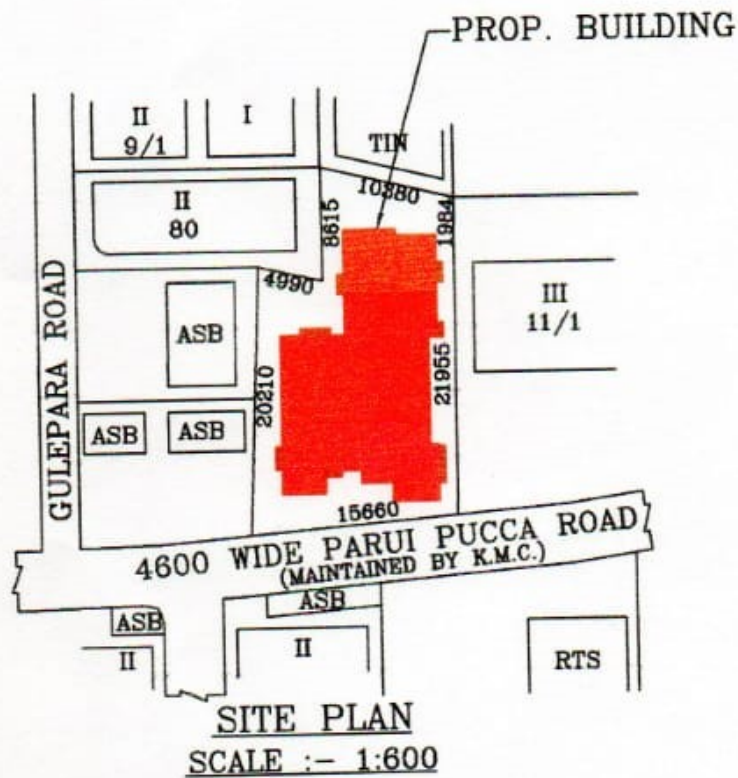 PROP. BUILDING
II
9/1
I
TIN
10380
II
80
8615
1984
4990
III
11/1
GULEPARA ROAD
ASB
20210
21955
ASB
ASB
15660
4600 WIDE PARUI PUCCA ROAD
(MAINTAINED BY K.M.C.)
ASB
ASB
II
II
RTS
SITE PLAN
SCALE :- 1:600